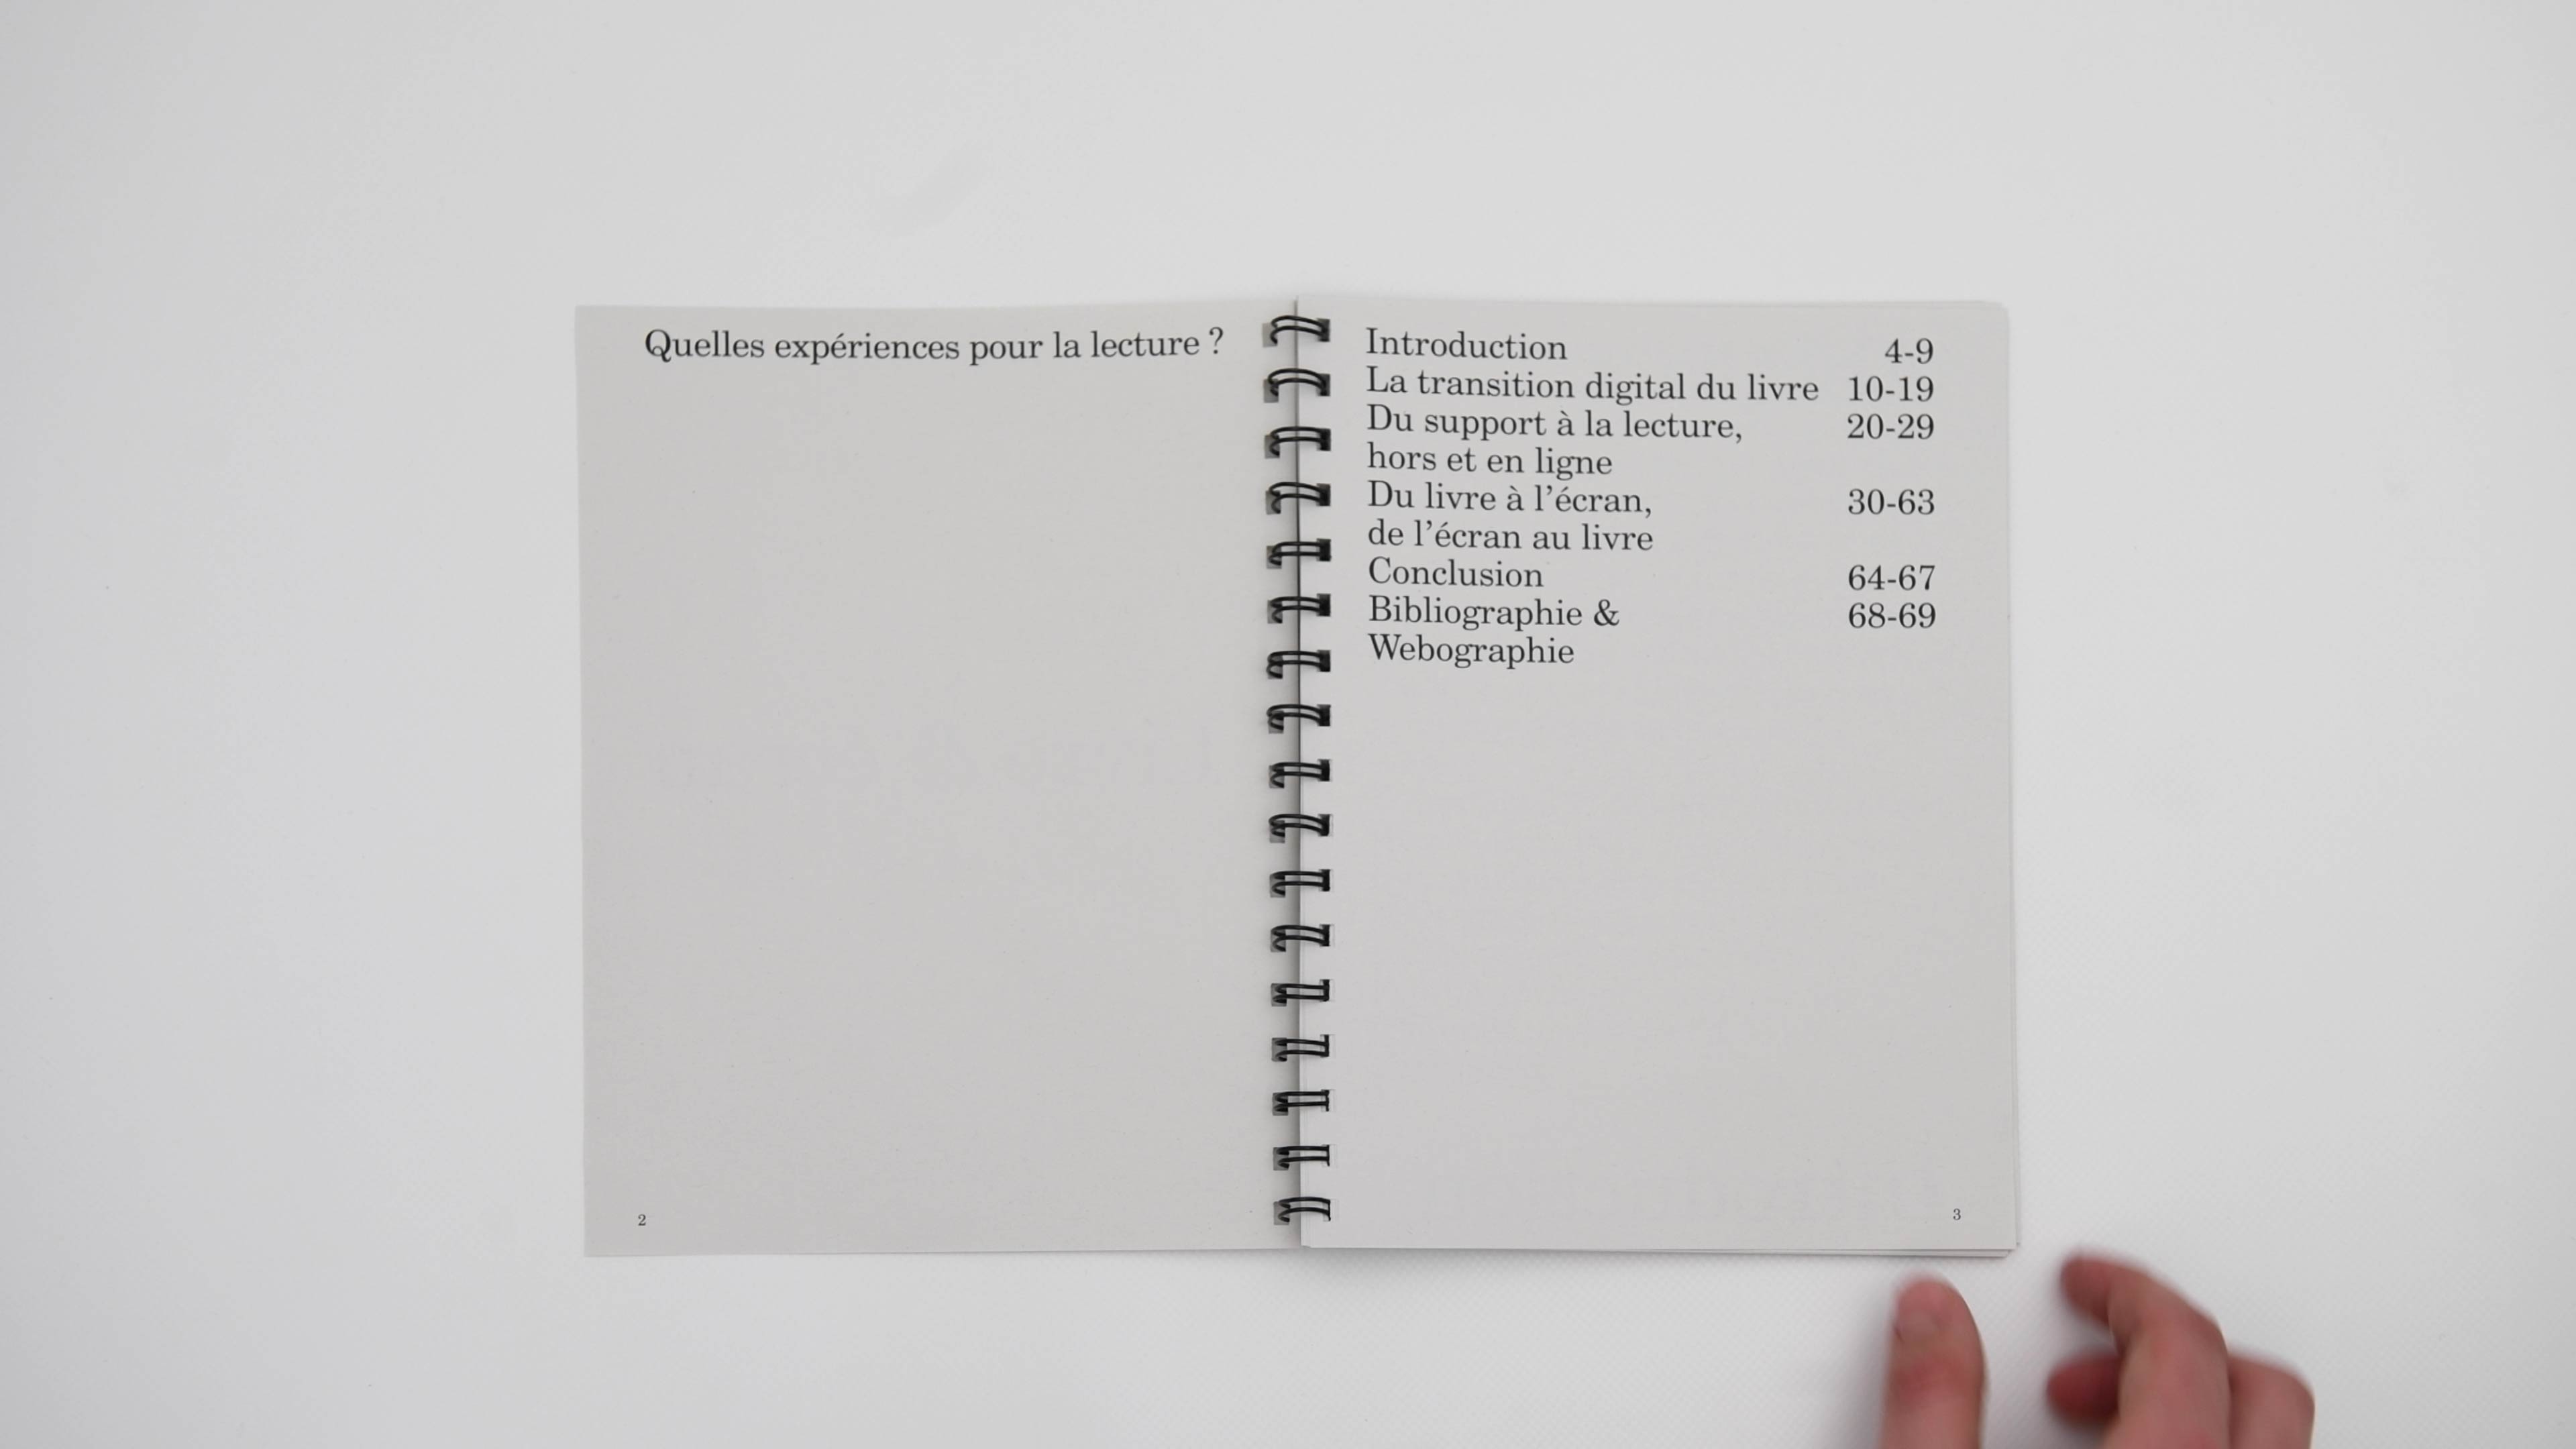 Quelles expériences pour la lecture ?
2
Introduction 4-9
La transition digital du livre 10-19
Du support à la lecture, 20-29
hors et en ligne
Du livre à l’écran, 30-63
de l’écran au livre
Conclusion 64-67
Bibliographie & 68-69
Webographie
3